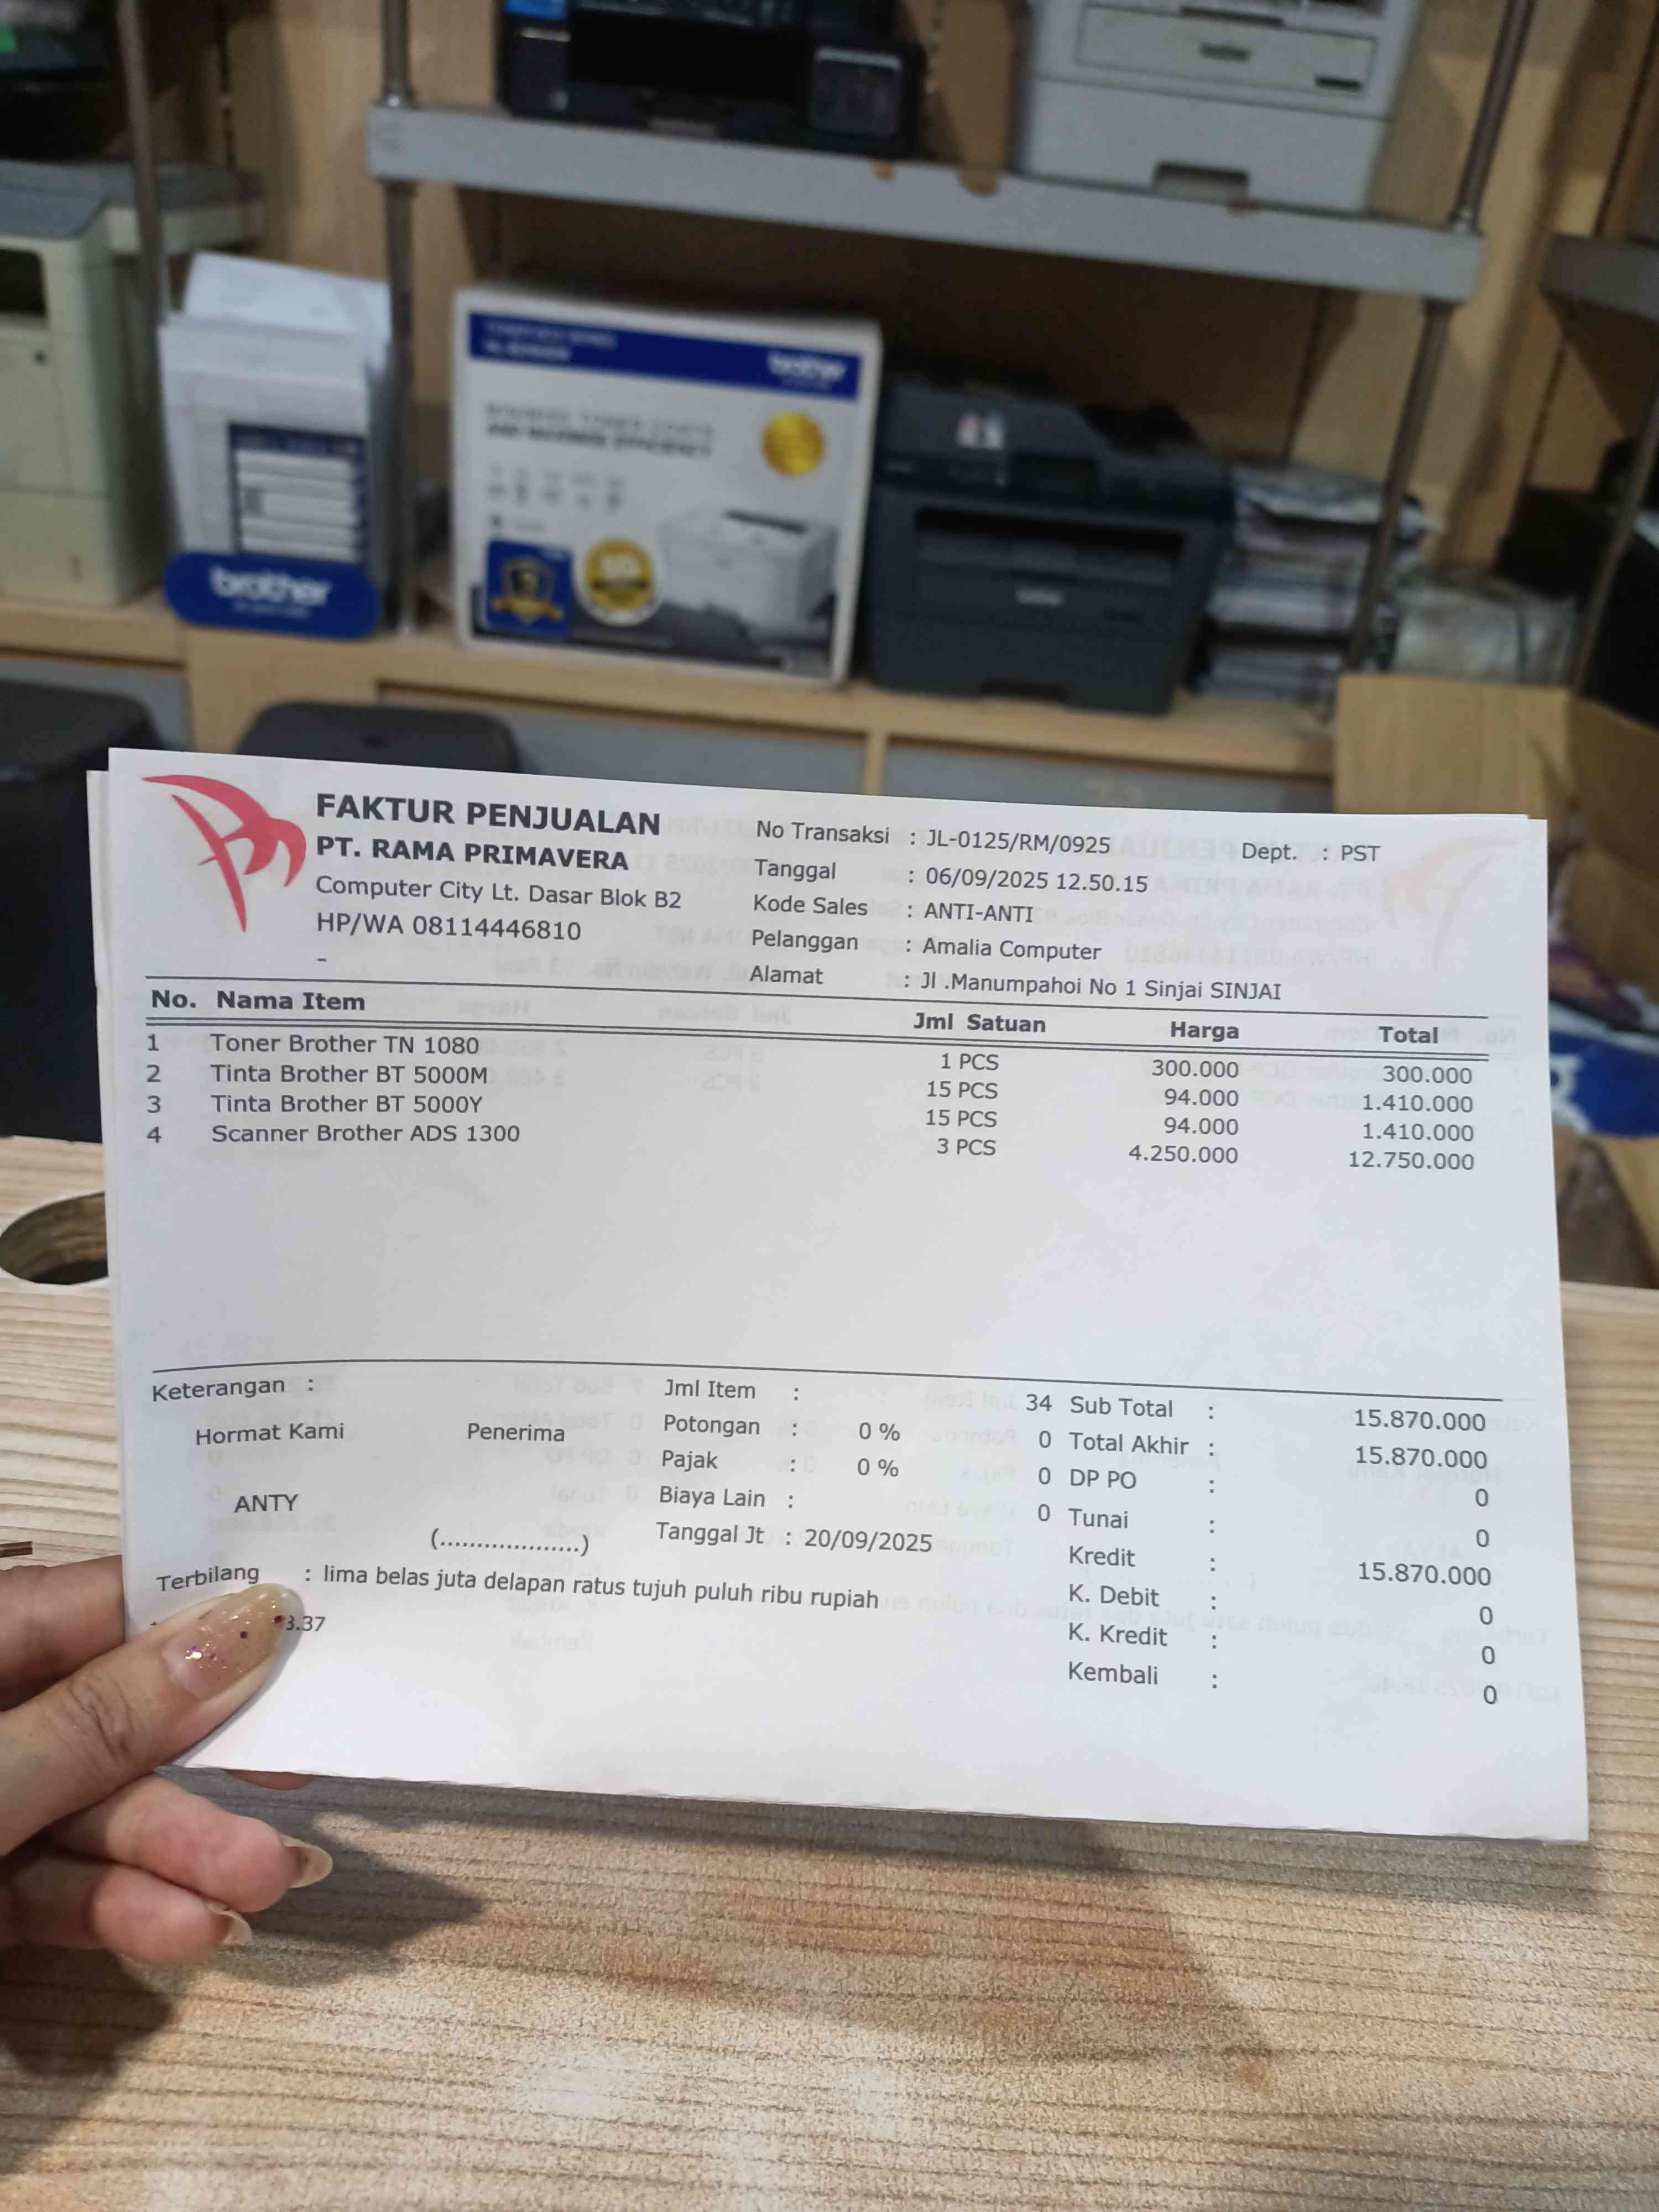 brother
brother
brother
FAKTUR PENJUALAN
PT. RAMA PRIMAVERA
Computer City Lt. Dasar Blok B2
HP/WA 08114446810
-
No Transaksi : JL-0125/RM/0925 Dept. : PST
Tanggal : 06/09/2025 12.50.15
Kode Sales : ANTI-ANTI
Pelanggan : Amalia Computer
Alamat : Jl .Manumpahoi No 1 Sinjai SINJAI
No. Nama Item Jml Satuan Harga Total
1 Toner Brother TN 1080 1 PCS 300.000 300.000
2 Tinta Brother BT 5000M 15 PCS 94.000 1.410.000
3 Tinta Brother BT 5000Y 15 PCS 94.000 1.410.000
4 Scanner Brother ADS 1300 3 PCS 4.250.000 12.750.000
Keterangan : Jml Item : 34 Sub Total : 15.870.000
Hormat Kami Penerima Potongan : 0 % 0 Total Akhir : 15.870.000
Pajak : 0 % 0 DP PO : 0
ANTY Biaya Lain : 0 Tunai : 0
(...................) Tanggal Jt : 20/09/2025 Kredit : 15.870.000
Terbilang : lima belas juta delapan ratus tujuh puluh ribu rupiah K. Debit : 0
3.37 K. Kredit : 0
Kembali : 0